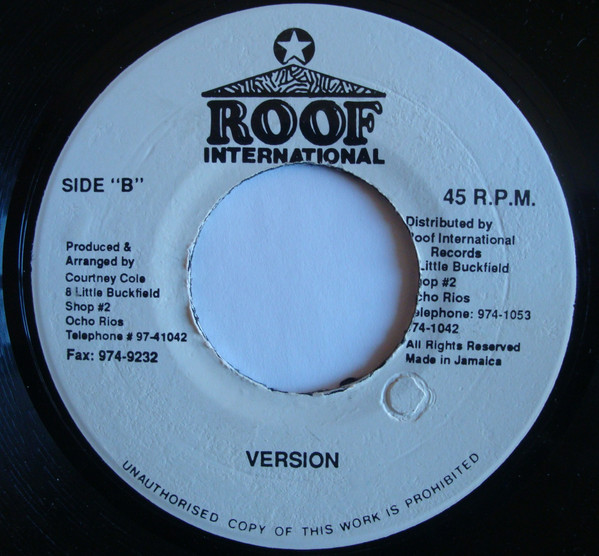 ROOF
INTERNATIONAL
SIDE "B"
45 R.P.M.
Produced &
Arranged by
Courtney Cole
8 Little Buckfield
Shop #2
Ocho Rios
Telephone # 97-41042
Fax: 974-9232
Distributed by
oof International
Records
Little Buckfield
hop #2
cho Rios
elephone: 974-1053
74-1042
All Rights Reserved
Made in Jamaica
VERSION
UNAUTHORISED COPY OF THIS WORK IS PROHIBITED